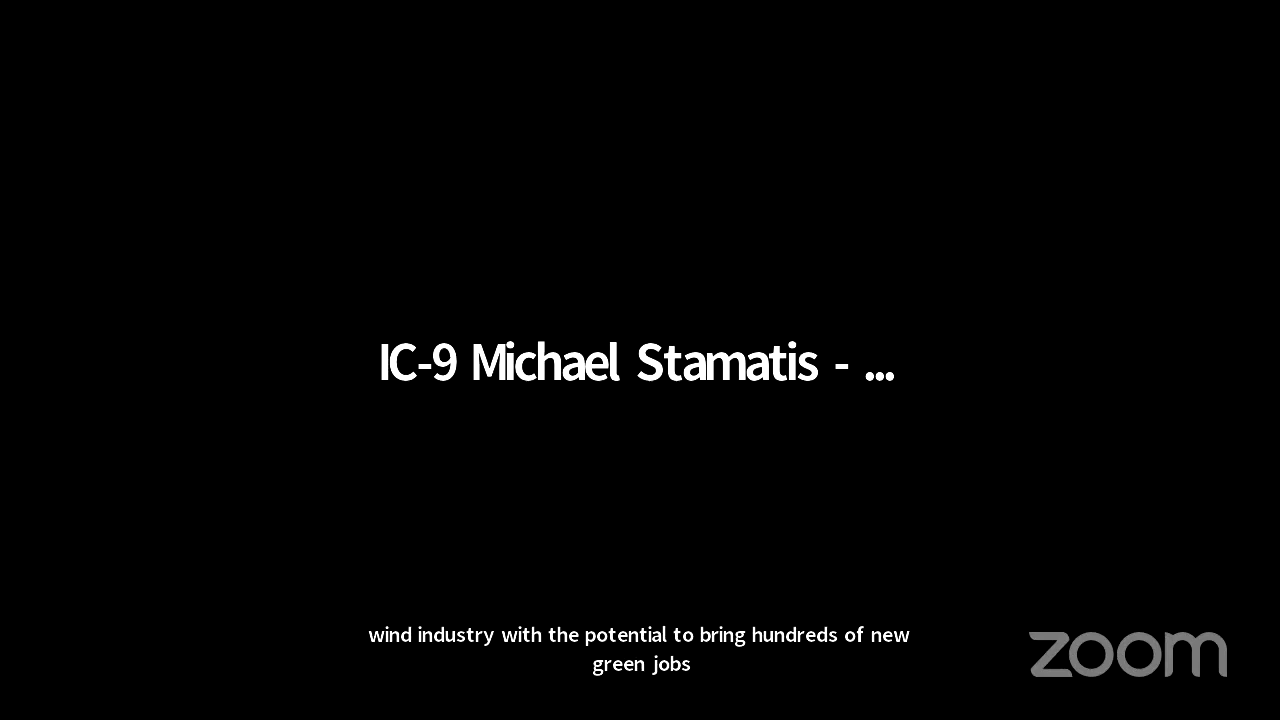 IC-9 Michael Stamatis - ...
wind industry with the potential to bring hundreds of new
green jobs
zoom